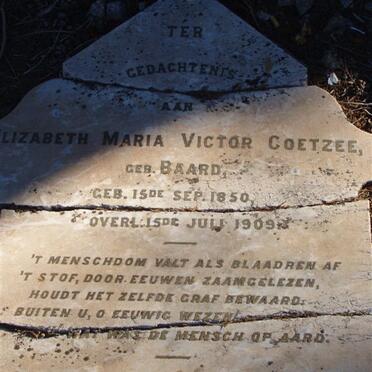 TER
GEDACHTENIS
AAN
ELIZABETH MARIA VICTOR COETZEE,
GEB. BAARD,
GEB. 15DE SEP. 1850,
OVERL. 15DE JULI 1909.
'T MENSCHDOM VALT ALS BLAADREN AF
'T STOF, DOOR EEUWEN ZAAMGELEZEN,
HOUDT HET ZELFDE GRAF BEWAARD:
BUITEN U, O EEUWIG WEZEN
WAT WAS DE MENSCH OP AARD.